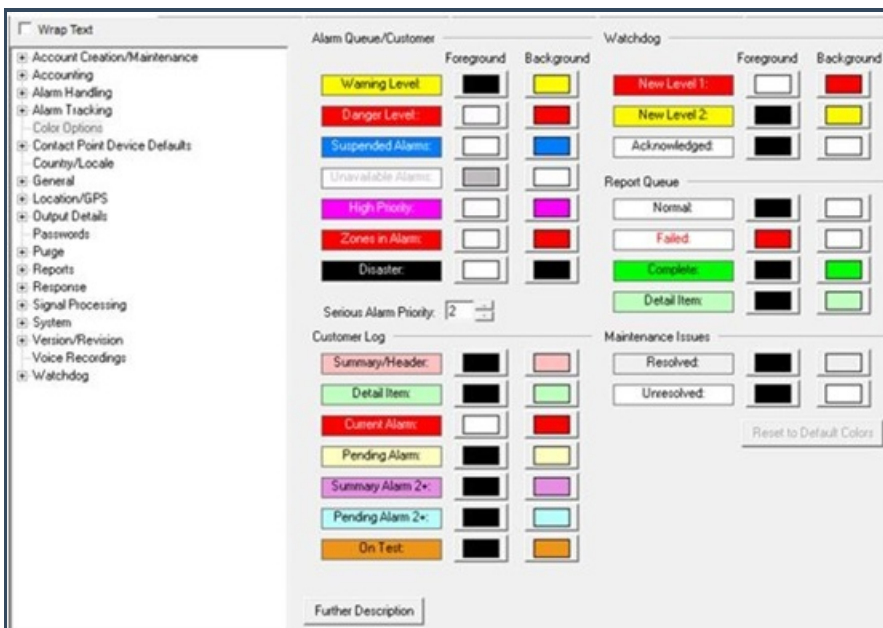 Wrap Text
Account Creation/Maintenance
Accounting
Alarm Handling
Alarm Tracking
Color Options
Contact Point Device Defaults
Country/Locale
General
Location/GPS
Output Details
Passwords
Purge
Reports
Response
Signal Processing
System
Version/Revision
Voice Recordings
Watchdog
Alarm Queue/Customer
Foreground Background
Warning Level:
Danger Level:
Suspended Alarms:
Unavailable Alarms:
High Priority:
Zones in Alarm:
Disaster:
Serious Alarm Priority: 2
Customer Log
Summary/Header:
Detail Item:
Current Alarm:
Pending Alarm:
Summary Alarm 2+:
Pending Alarm 2+:
On Test:
Further Description
Watchdog
Foreground Background
New Level 1:
New Level 2:
Acknowledged:
Report Queue
Normal:
Failed:
Complete:
Detail Item:
Maintenance Issues
Resolved:
Unresolved:
Reset to Default Colors